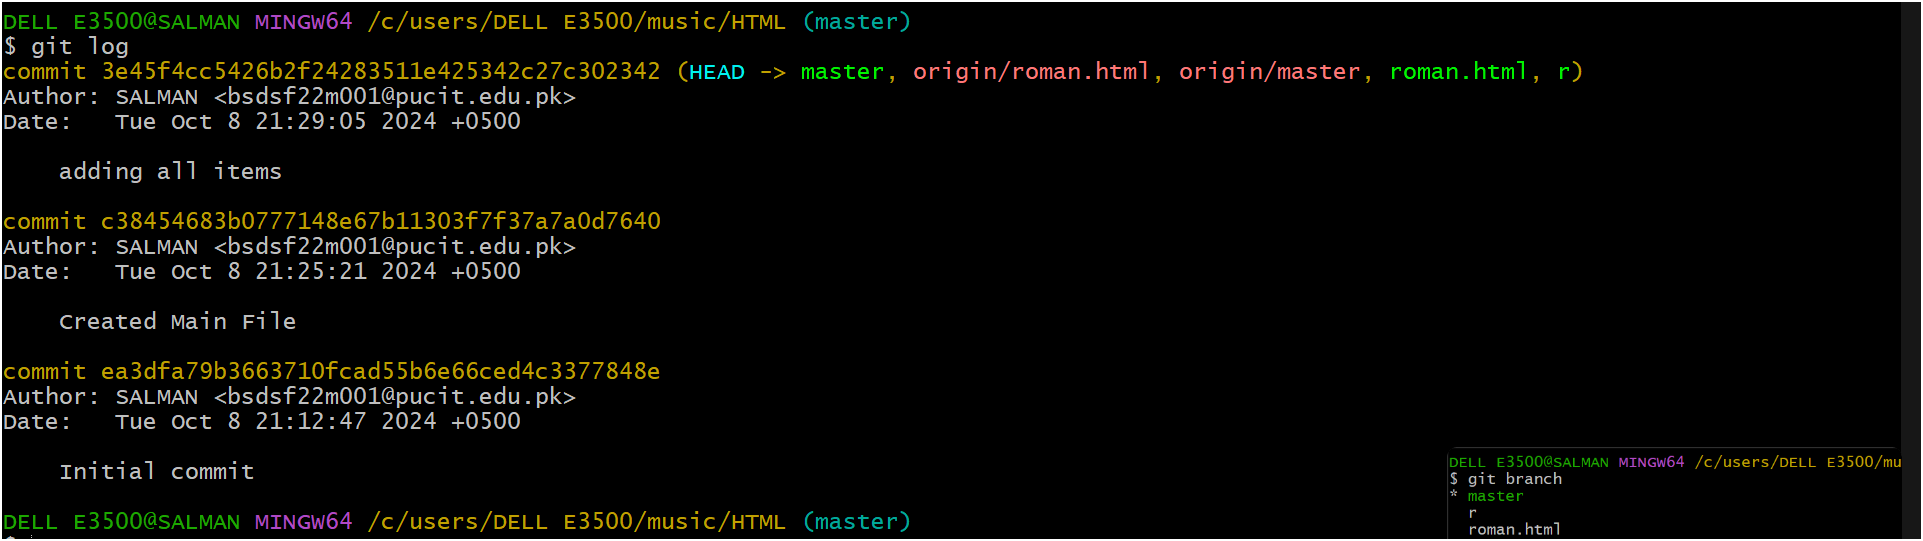 DELL E3500@SALMAN MINGW64 /c/users/DELL E3500/music/HTML (master)
$ git log
commit 3e45f4cc5426b2f24283511e425342c27c302342 (HEAD -> master, origin/roman.html, origin/master, roman.html, r)
Author: SALMAN <bsdsf22m001@pucit.edu.pk>
Date:   Tue Oct 8 21:29:05 2024 +0500
    adding all items
commit c38454683b0777148e67b11303f7f37a7a0d7640
Author: SALMAN <bsdsf22m001@pucit.edu.pk>
Date:   Tue Oct 8 21:25:21 2024 +0500
    Created Main File
commit ea3dfa79b3663710fcad55b6e66ced4c3377848e
Author: SALMAN <bsdsf22m001@pucit.edu.pk>
Date:   Tue Oct 8 21:12:47 2024 +0500
    Initial commit
DELL E3500@SALMAN MINGW64 /c/users/DELL E3500/music/HTML (master)
DELL E3500@SALMAN MINGW64 /c/users/DELL E3500/mu
$ git branch
* master
  r
  roman.html